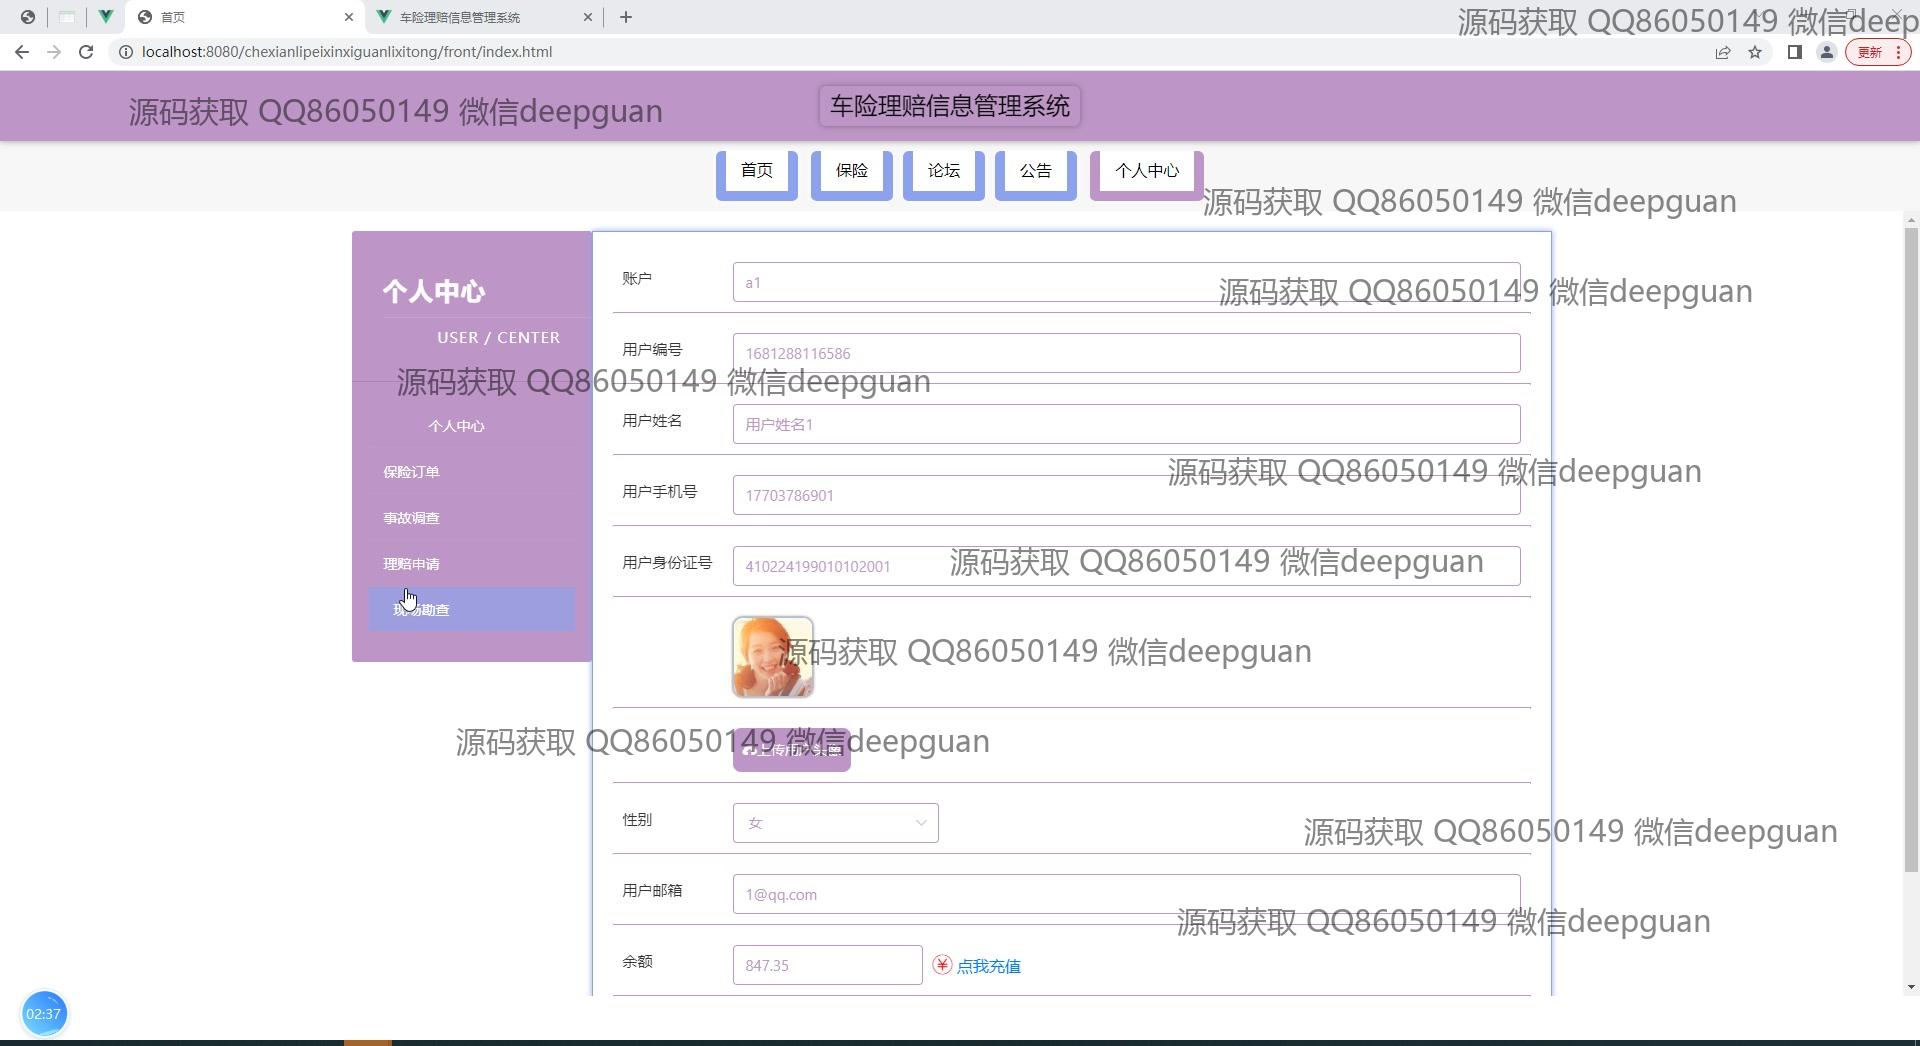 首页
车险理赔信息管理系统
源码获取 QQ86050149 微信deep
localhost:8080/chexianlipeixinxiguanlixitong/front/index.html
更新
源码获取 QQ86050149 微信deepguan
车险理赔信息管理系统
首页
保险
论坛
公告
个人中心
源码获取 QQ86050149 微信deepguan
个人中心
USER / CENTER
源码获取 QQ86050149 微信deepguan
个人中心
保险订单
事故调查
理赔申请
现场勘查
账户
a1
源码获取 QQ86050149 微信deepguan
用户编号
1681288116586
用户姓名
用户姓名1
源码获取 QQ86050149 微信deepguan
用户手机号
17703786901
用户身份证号
410224199010102001
源码获取 QQ86050149 微信deepguan
源码获取 QQ86050149 微信deepguan
源码获取 QQ86050149 微信deepguan
上传用户头像
性别
女
源码获取 QQ86050149 微信deepguan
用户邮箱
1@qq.com
源码获取 QQ86050149 微信deepguan
余额
847.35
¥ 点我充值
02:37